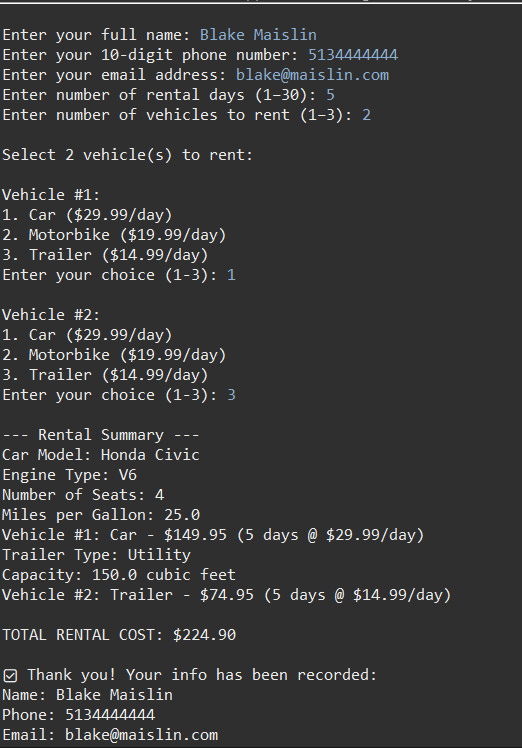 Enter your full name: Blake Maislin
Enter your 10-digit phone number: 5134444444
Enter your email address: blake@maislin.com
Enter number of rental days (1–30): 5
Enter number of vehicles to rent (1–3): 2
Select 2 vehicle(s) to rent:
Vehicle #1:
1. Car ($29.99/day)
2. Motorbike ($19.99/day)
3. Trailer ($14.99/day)
Enter your choice (1-3): 1
Vehicle #2:
1. Car ($29.99/day)
2. Motorbike ($19.99/day)
3. Trailer ($14.99/day)
Enter your choice (1-3): 3
--- Rental Summary ---
Car Model: Honda Civic
Engine Type: V6
Number of Seats: 4
Miles per Gallon: 25.0
Vehicle #1: Car - $149.95 (5 days @ $29.99/day)
Trailer Type: Utility
Capacity: 150.0 cubic feet
Vehicle #2: Trailer - $74.95 (5 days @ $14.99/day)
TOTAL RENTAL COST: $224.90
☑ Thank you! Your info has been recorded:
Name: Blake Maislin
Phone: 5134444444
Email: blake@maislin.com